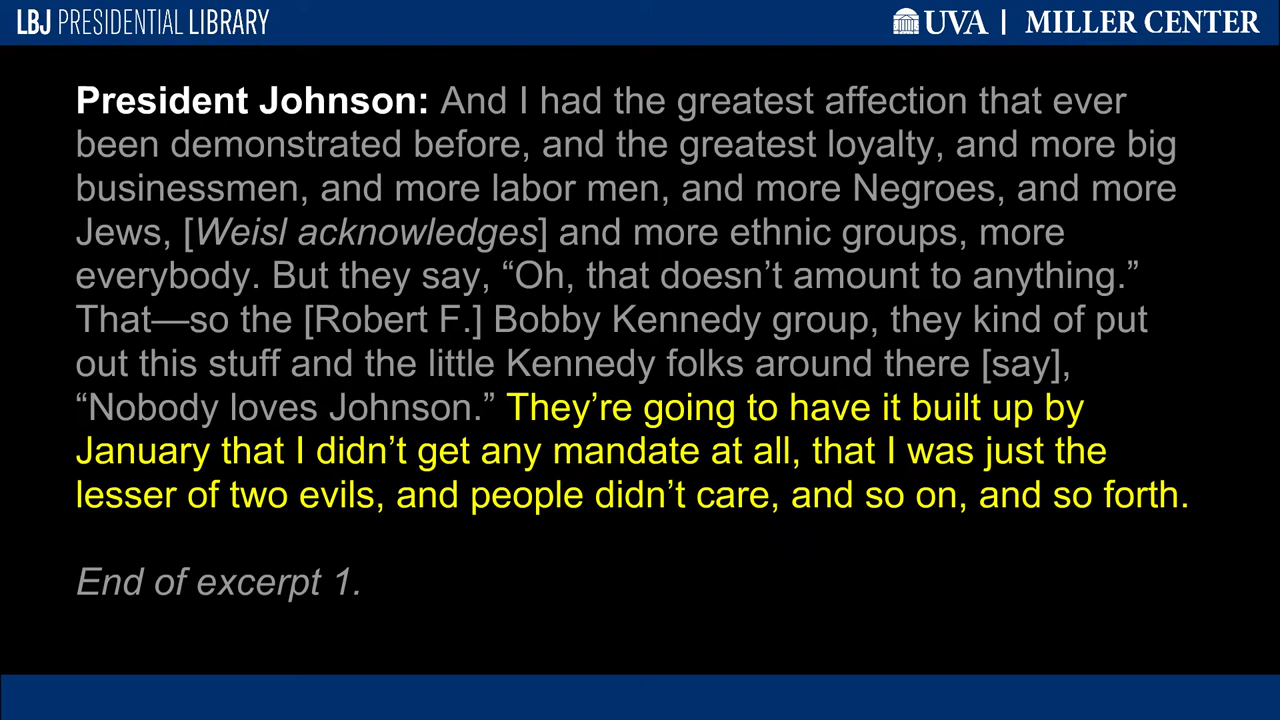 LBJ PRESIDENTIAL LIBRARY
UVA | MILLER CENTER
President Johnson: And I had the greatest affection that ever
been demonstrated before, and the greatest loyalty, and more big
businessmen, and more labor men, and more Negroes, and more
Jews, [Weisl acknowledges] and more ethnic groups, more
everybody. But they say, “Oh, that doesn’t amount to anything.”
That—so the [Robert F.] Bobby Kennedy group, they kind of put
out this stuff and the little Kennedy folks around there [say],
“Nobody loves Johnson.” They’re going to have it built up by
January that I didn’t get any mandate at all, that I was just the
lesser of two evils, and people didn’t care, and so on, and so forth.
End of excerpt 1.